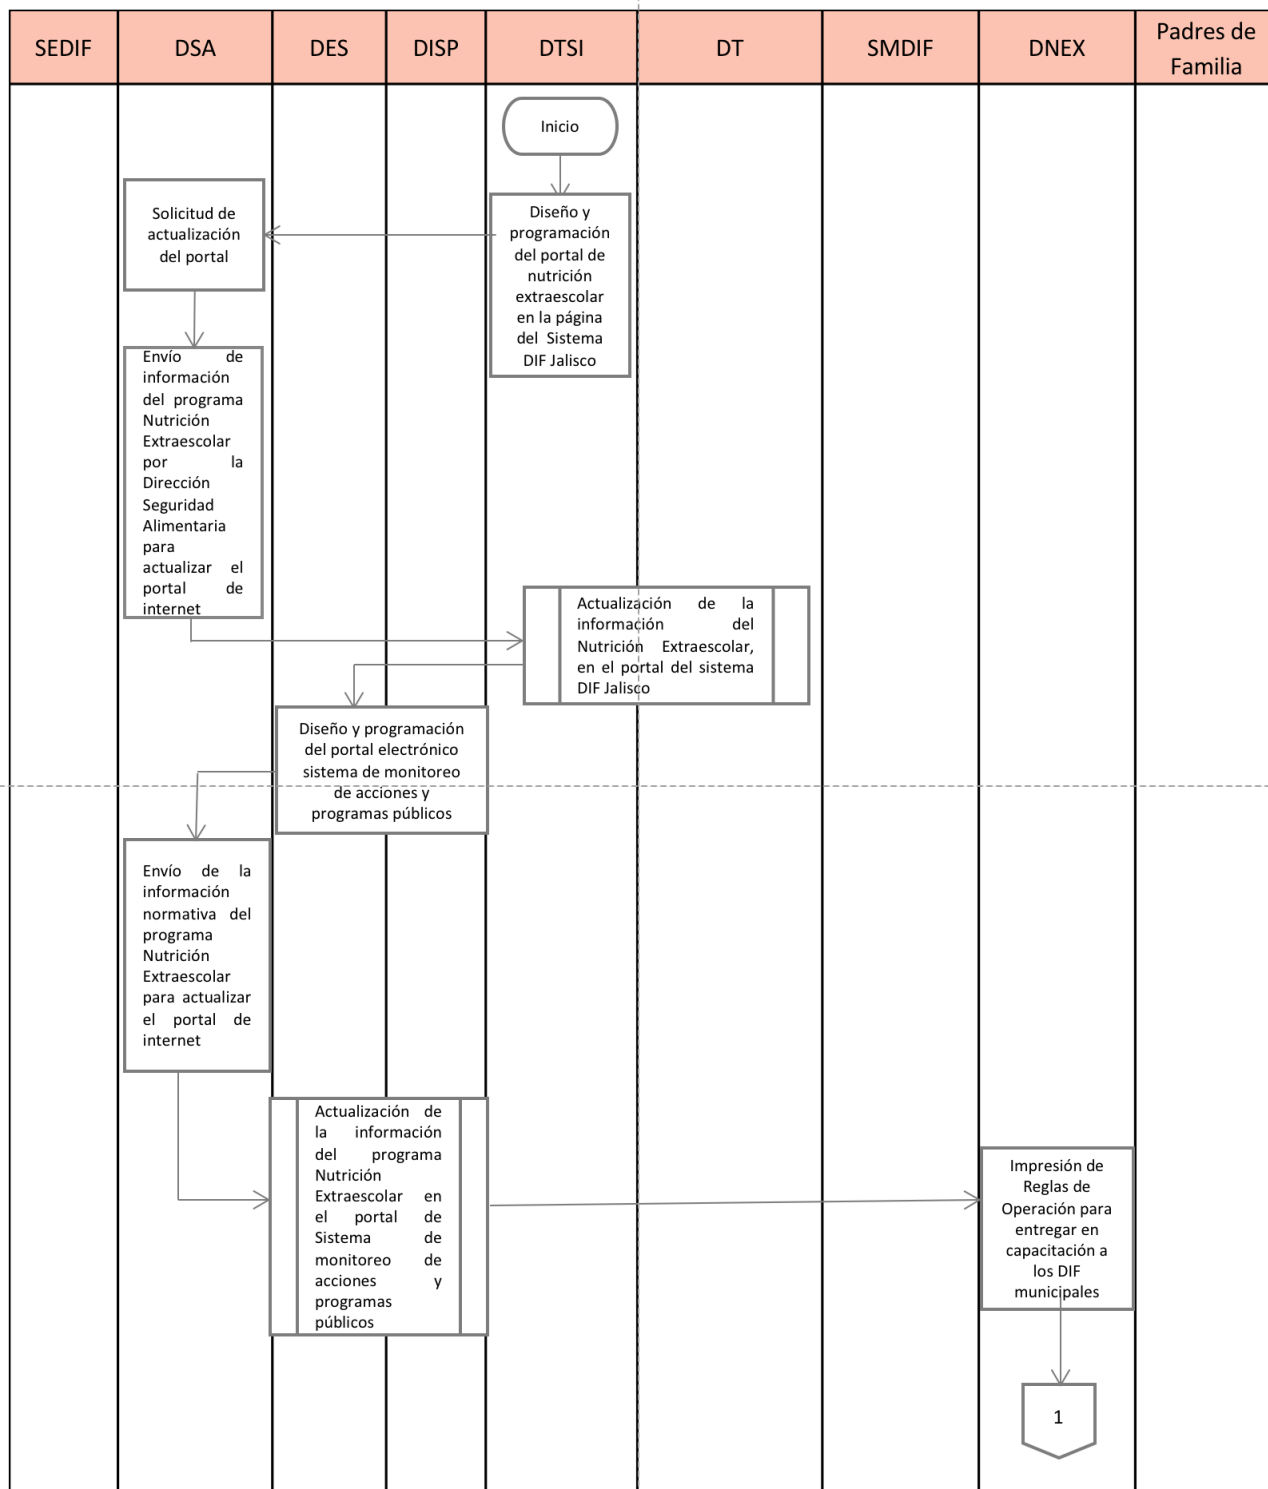 SEDIF
DSA
DES
DISP
DTSI
DT
SMDIF
DNEX
Padres de
Familia
Inicio
Diseño y
programación
del portal de
nutrición
extraescolar
en la página
del Sistema
DIF Jalisco
Solicitud de
actualización
del portal
Envío de
información
del programa
Nutrición
Extraescolar
por la
Dirección
Seguridad
Alimentaria
para
actualizar el
portal de
internet
Actualización de la
información del
Nutrición Extraescolar,
en el portal del sistema
DIF Jalisco
Diseño y programación
del portal electrónico
sistema de monitoreo
de acciones y
programas públicos
Envío de la
información
normativa del
programa
Nutrición
Extraescolar
para actualizar
el portal de
internet
Actualización de
la información
del programa
Nutrición
Extraescolar en
el portal de
Sistema de
monitoreo de
acciones y
programas
públicos
Impresión de
Reglas de
Operación para
entregar en
capacitación a
los DIF
municipales
1